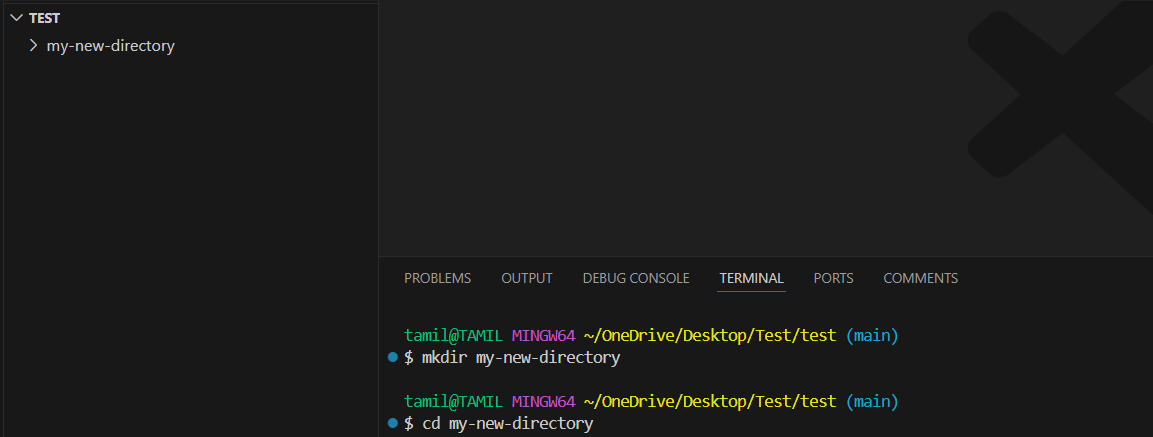 TEST
my-new-directory
PROBLEMS OUTPUT DEBUG CONSOLE TERMINAL PORTS COMMENTS
tamil@TAMIL MINGW64 ~/OneDrive/Desktop/Test/test (main)
$ mkdir my-new-directory
tamil@TAMIL MINGW64 ~/OneDrive/Desktop/Test/test (main)
$ cd my-new-directory